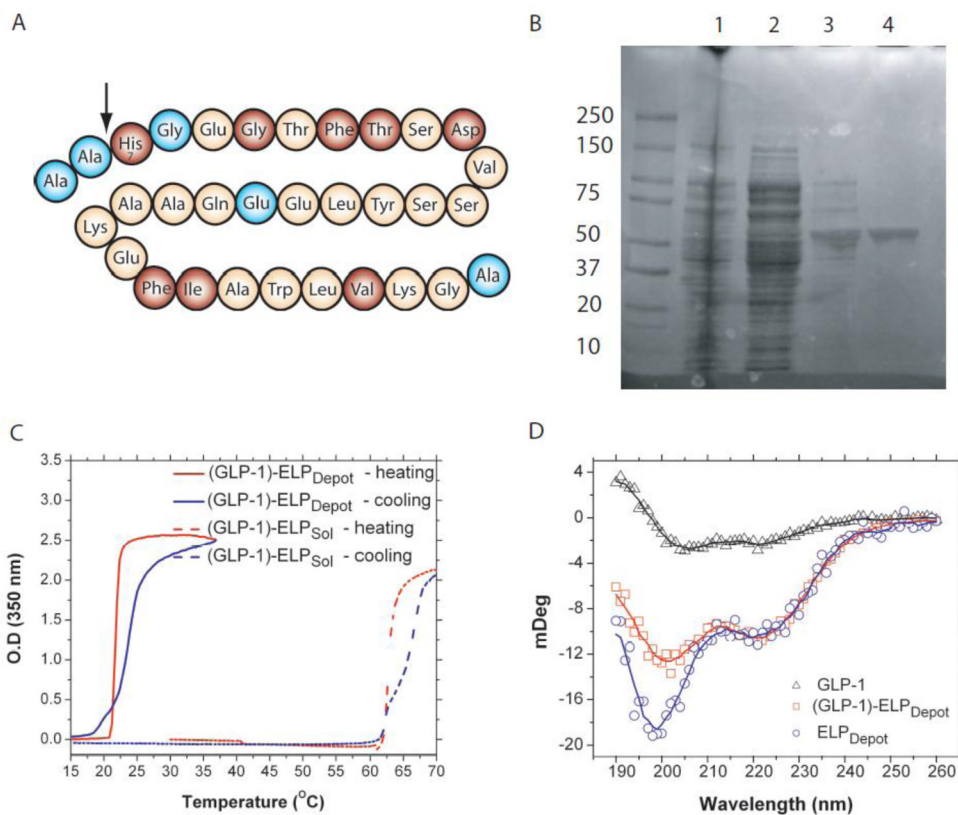 A
Ala Ala His 7 Gly Glu Gly Thr Phe Thr Ser Asp
Val
Lys Ala Ala Gln Glu Glu Leu Tyr Ser Ser
Glu
Phe Ile Ala Trp Leu Val Lys Gly Ala
B
1 2 3 4
250
150
75
50
37
20
10
C
3.5
3.0
2.5
2.0
1.5
1.0
0.5
0.0
O.D (350 nm)
(GLP-1)-ELPDepot - heating
(GLP-1)-ELPDepot - cooling
(GLP-1)-ELPSol - heating
(GLP-1)-ELPSol - cooling
15 20 25 30 35 40 45 50 55 60 65 70
Temperature (°C)
D
4
0
-4
-8
-12
-16
-20
mDeg
GLP-1
(GLP-1)-ELPDepot
ELPDepot
190 200 210 220 230 240 250 260
Wavelength (nm)